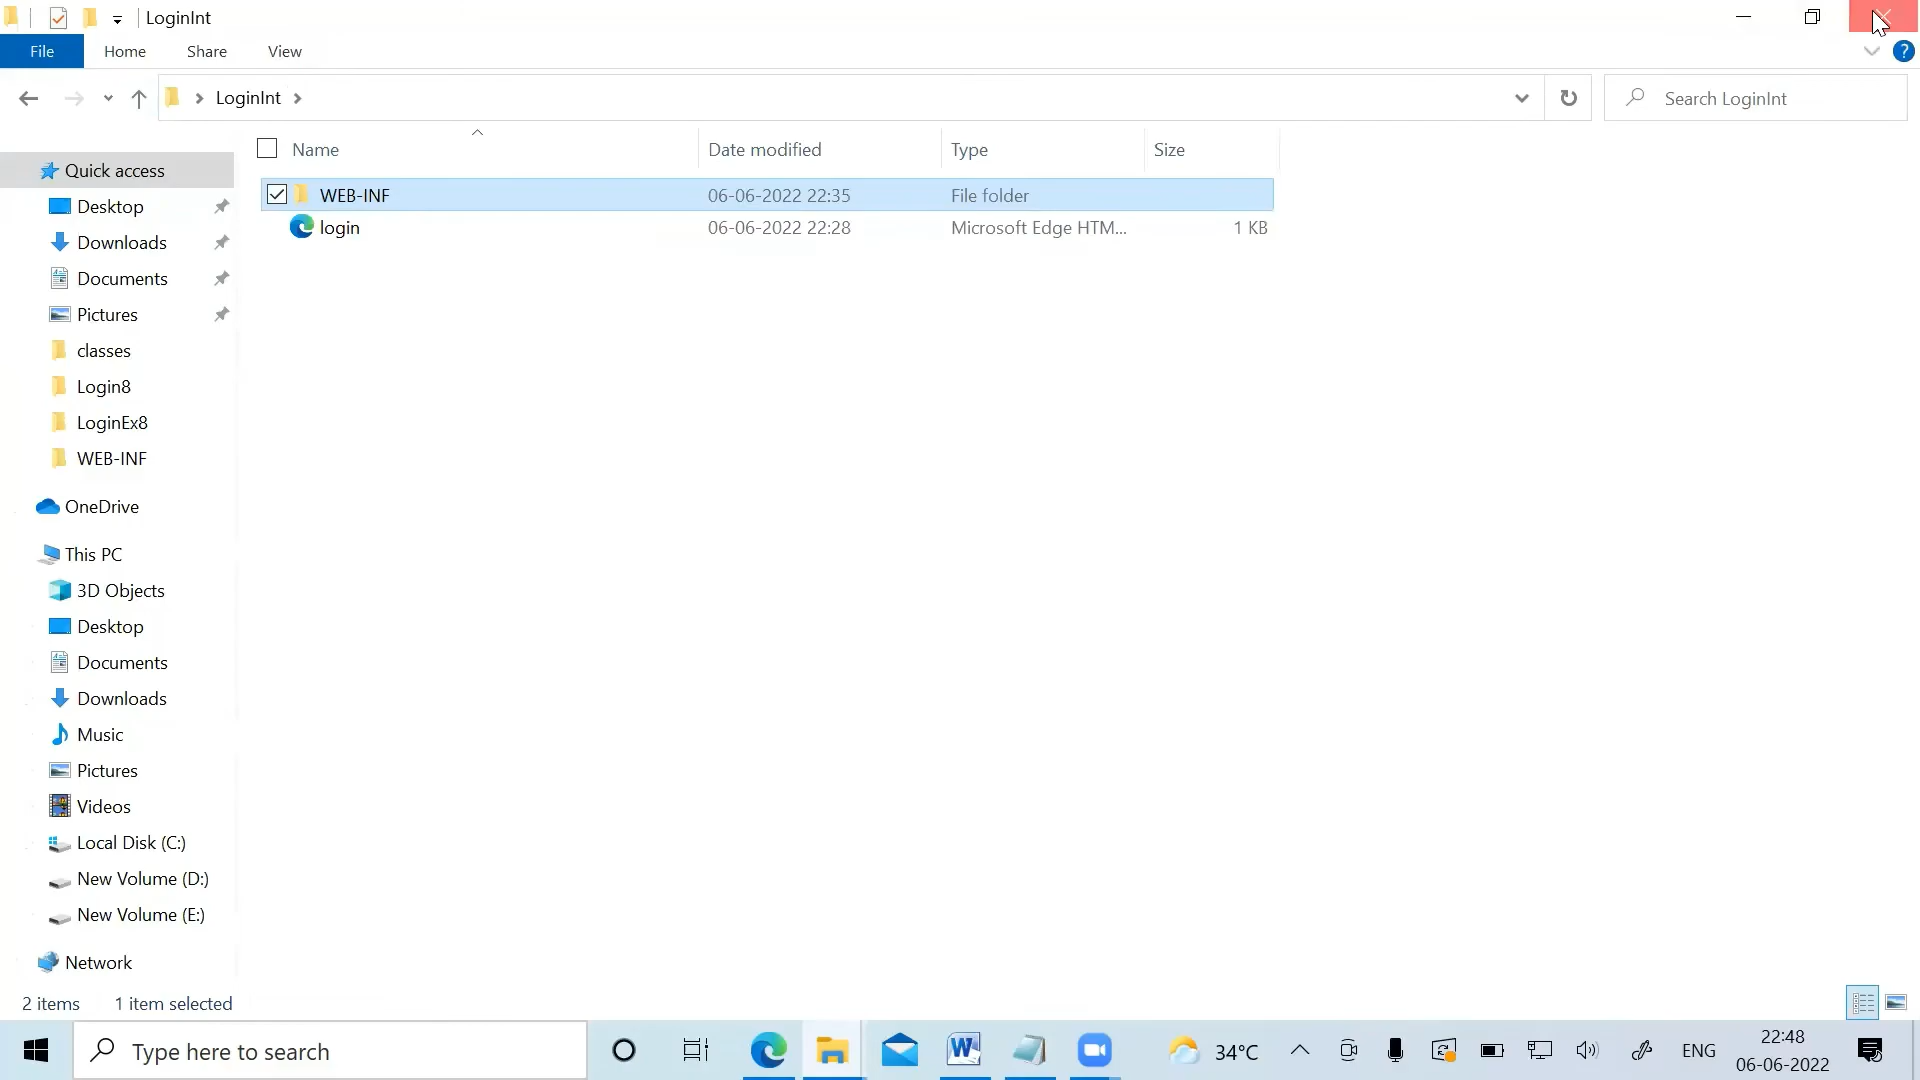 LoginInt
File Home Share View
LoginInt
Search LoginInt
Name Date modified Type Size
WEB-INF 06-06-2022 22:35 File folder
login 06-06-2022 22:28 Microsoft Edge HTM... 1 KB
Quick access
Desktop
Downloads
Documents
Pictures
classes
Login8
LoginEx8
WEB-INF
OneDrive
This PC
3D Objects
Desktop
Documents
Downloads
Music
Pictures
Videos
Local Disk (C:)
New Volume (D:)
New Volume (E:)
Network
2 items 1 item selected
Type here to search
34°C
ENG
22:48
06-06-2022